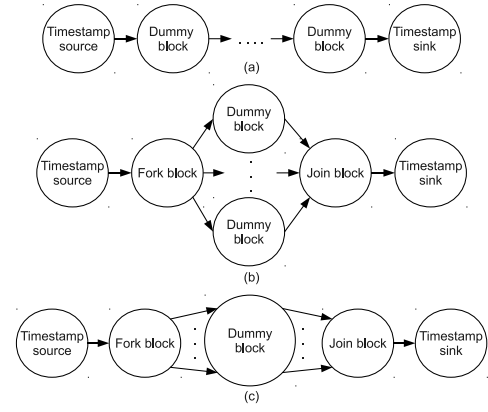 Timestamp source
Dummy block
. . . .
Dummy block
Timestamp sink
(a)
Timestamp source
Fork block
Dummy block
Dummy block
Join block
Timestamp sink
(b)
Timestamp source
Fork block
Dummy block
Join block
Timestamp sink
(c)